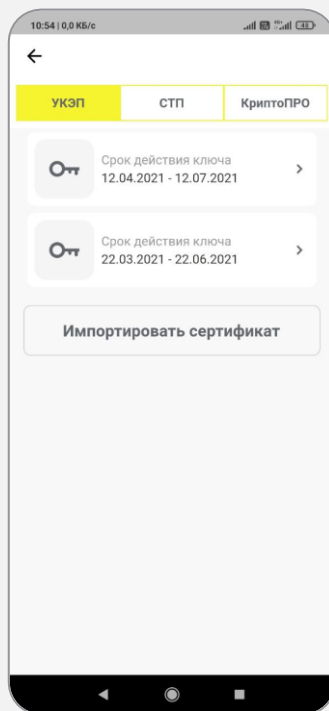 10:54 | 0,0 КБ/с
48
УКЭП СТП КриптоПРО
Срок действия ключа
12.04.2021 - 12.07.2021
Срок действия ключа
22.03.2021 - 22.06.2021
Импортировать сертификат